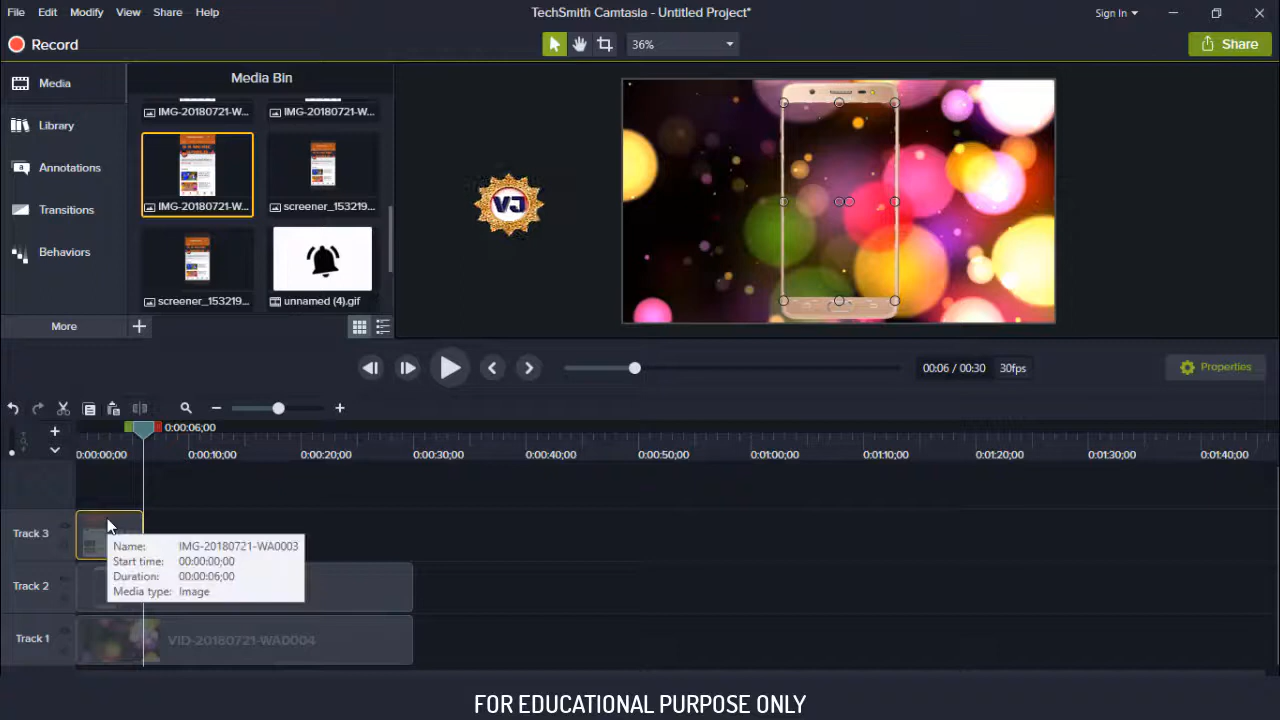 File Edit Modify View Share Help
TechSmith Camtasia - Untitled Project*
Sign In
Record
36%
Share
Media
Library
Annotations
Transitions
Behaviors
More
Media Bin
IMG-20180721-W...
IMG-20180721-W...
IMG-20180721-W...
screener_153219...
screener_153219...
unnamed (4).gif
VJ
00:06 / 00:30
30fps
Properties
0:00:06;00
0:00:00;00
0:00:10;00
0:00:20;00
0:00:30;00
0:00:40;00
0:00:50;00
0:01:00;00
0:01:10;00
0:01:20;00
0:01:30;00
0:01:40;00
Track 3
Name: IMG-20180721-WA0003
Start time: 00:00:00;00
Duration: 00:00:06;00
Media type: Image
Track 2
Track 1
VID-20180721-WA0004
FOR EDUCATIONAL PURPOSE ONLY